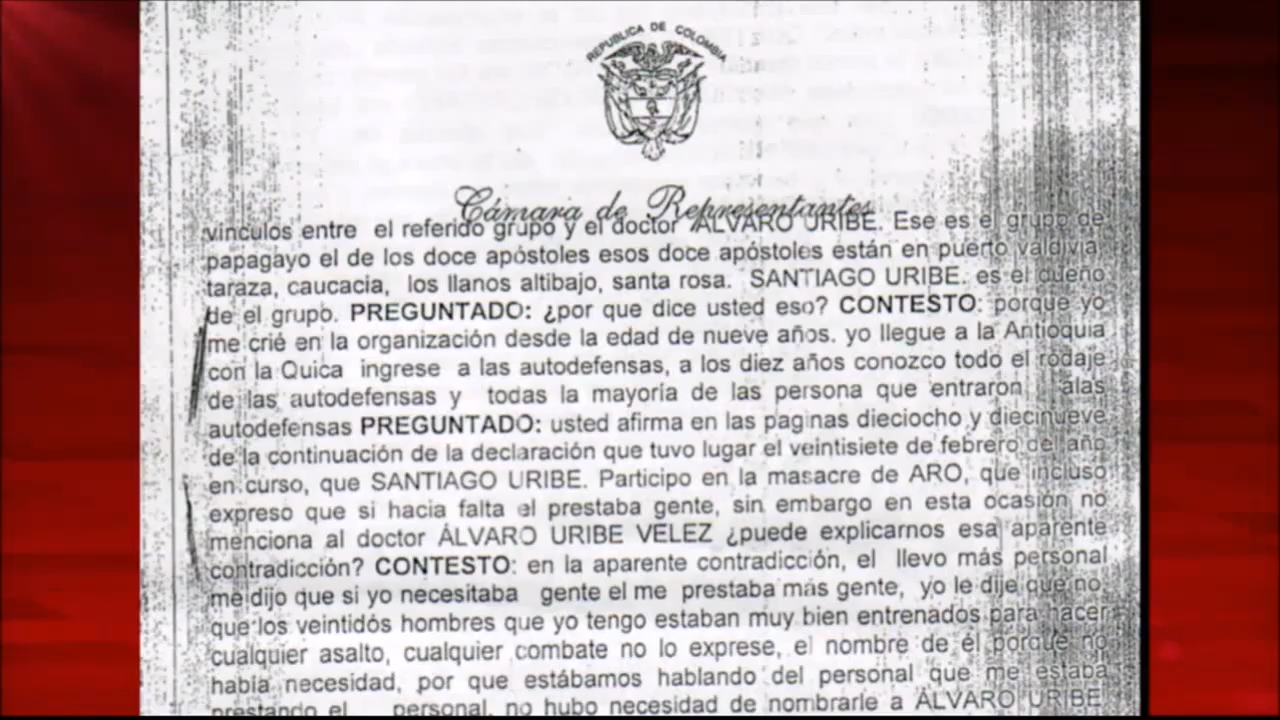 REPUBLICA DE COLOMBIA
Cámara de Representantes
vinculos entre el referido grupo y el doctor ALVARO URIBE. Ese es el grupo de
papagayo el de los doce apóstoles esos doce apóstoles están en puerto valdivia,
taraza, caucacia, los llanos altibajo, santa rosa. SANTIAGO URIBE. es el dueño
de el grupo. PREGUNTADO: ¿por que dice usted eso? CONTESTO: porque yo
me crié en la organización desde la edad de nueve años. yo llegue a la Antioquia
con la Quica ingrese a las autodefensas, a los diez años conozco todo el rodaje
de las autodefensas y todas la mayoría de las persona que entraron alas
autodefensas PREGUNTADO: usted afirma en las paginas dieciocho y diecinueve
de la continuación de la declaración que tuvo lugar el veintisiete de febrero del año
en curso, que SANTIAGO URIBE. Participo en la masacre de ARO, que incluso
expreso que si hacia falta el prestaba gente, sin embargo en esta ocasión no
menciona al doctor ÁLVARO URIBE VELEZ ¿puede explicarnos esa aparente
contradicción? CONTESTO: en la aparente contradicción, el llevo más personal
me dijo que si yo necesitaba gente el me prestaba más gente, yo le dije que no,
que los veintidós hombres que yo tengo estaban muy bien entrenados para hacer
cualquier asalto, cualquier combate no lo exprese, el nombre de él porque no
había necesidad, por que estábamos hablando del personal que me estaba
prestando el personal, no hubo necesidad de nombrarle a ÁLVARO URIBE